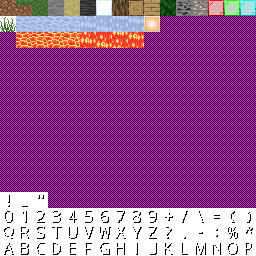 ! _ "
0 1 2 3 4 5 6 7 8 9 + / \ = ( )
Q R S T U V W X Y Z ? . - : % ^
A B C D E F G H I J K L M N O P